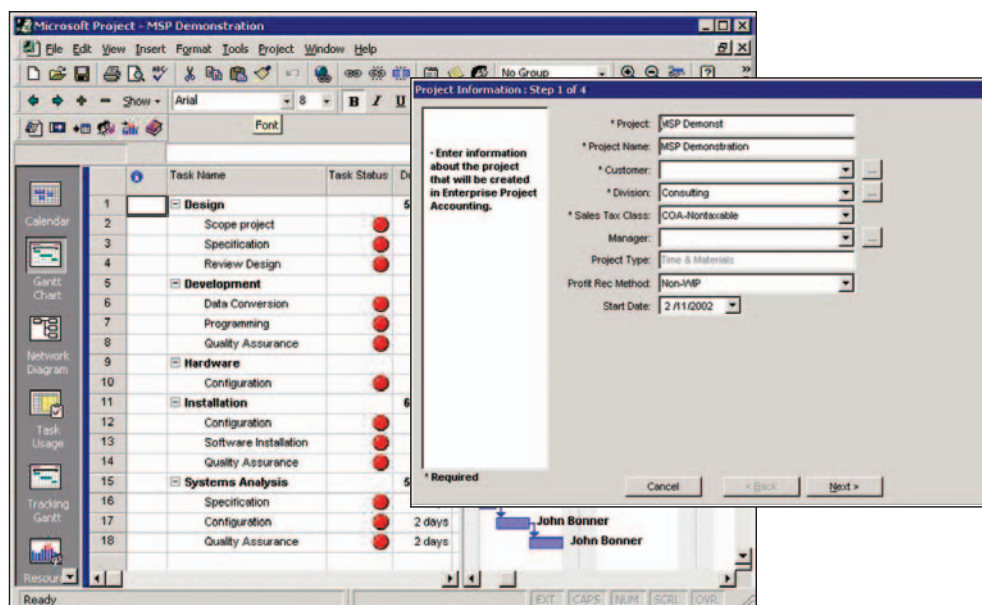 Microsoft Project - MSP Demonstration
File Edit View Insert Format Tools Project Window Help
No Group
Show Arial 8 B I U
Font
Task Name Task Status
1 Design 5
2 Scope project
3 Specification
4 Review Design
5 Development
6 Data Conversion
7 Programming
8 Quality Assurance
9 Hardware
10 Configuration
11 Installation 6
12 Configuration
13 Software Installation
14 Quality Assurance
15 Systems Analysis 5
16 Specification
17 Configuration 2 days John Bonner
18 Quality Assurance 2 days John Bonner
Calendar
Gantt
Chart
Network
Diagram
Task
Usage
Tracking
Gantt
Ready
EXT CAPS NUM SCRL OVR
Project Information : Step 1 of 4
· Enter information
about the project
that will be created
in Enterprise Project
Accounting.
* Required
* Project: MSP Demonst
* Project Name: MSP Demonstration
* Customer: ...
* Division: Consulting ...
* Sales Tax Class: COA-Nontaxable
Manager: ...
Project Type: Time & Materials
Profit Rec Method: Non-WIP
Start Date: 2 /11/2002
Cancel < Back Next >